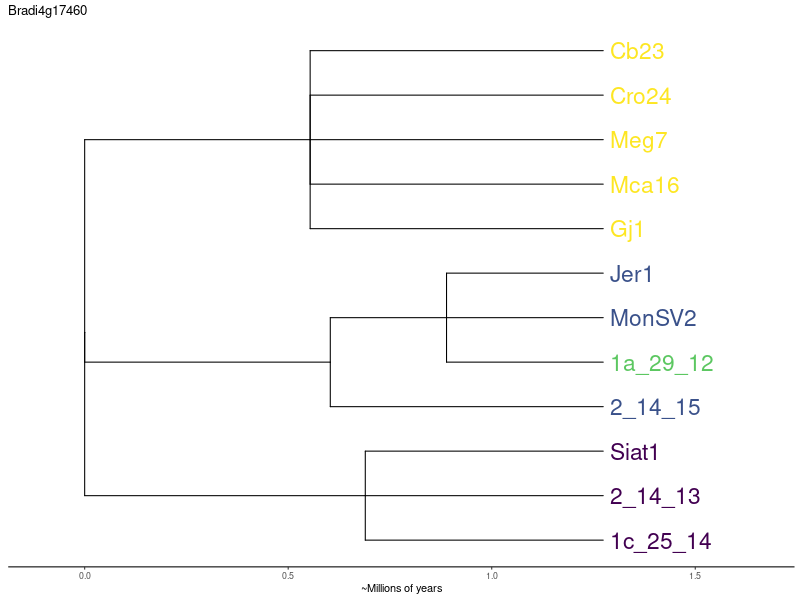 Bradi4g17460
Cb23
Cro24
Meg7
Mca16
Gj1
Jer1
MonSV2
1a_29_12
2_14_15
Siat1
2_14_13
1c_25_14
0.0 0.5 1.0 1.5
~Millions of years